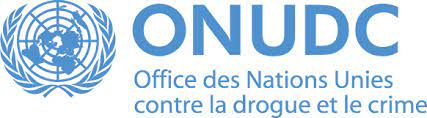 ONUDC
Office des Nations Unies
contre la drogue et le crime